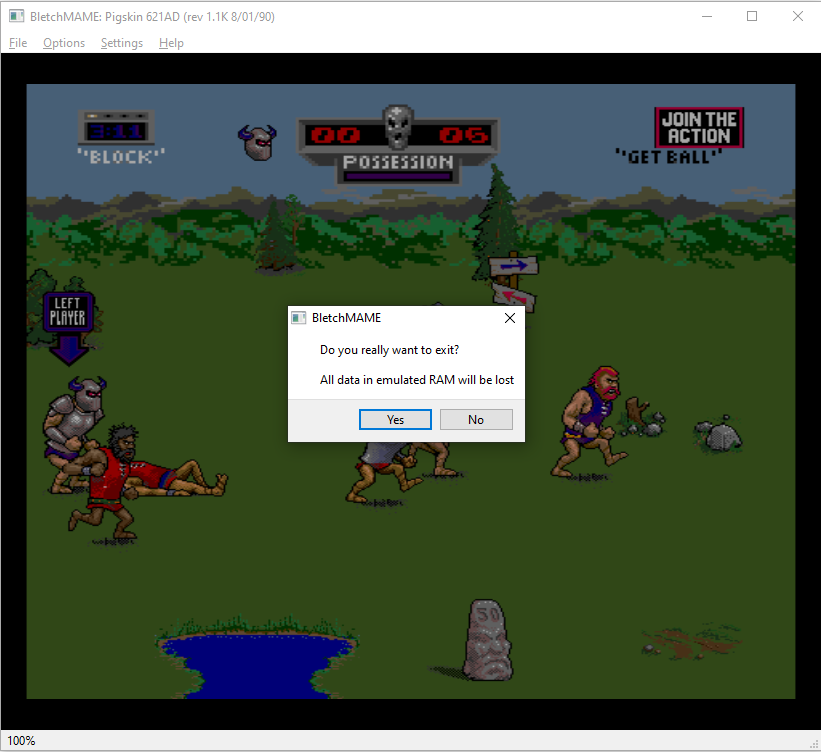 BletchMAME: Pigskin 621AD (rev 1.1K 8/01/90)
File Options Settings Help
3:11
"BLOCK"
00 06
POSSESSION
JOIN THE
ACTION
"GET BALL"
LEFT
PLAYER
BletchMAME
Do you really want to exit?
All data in emulated RAM will be lost
Yes No
50
100%